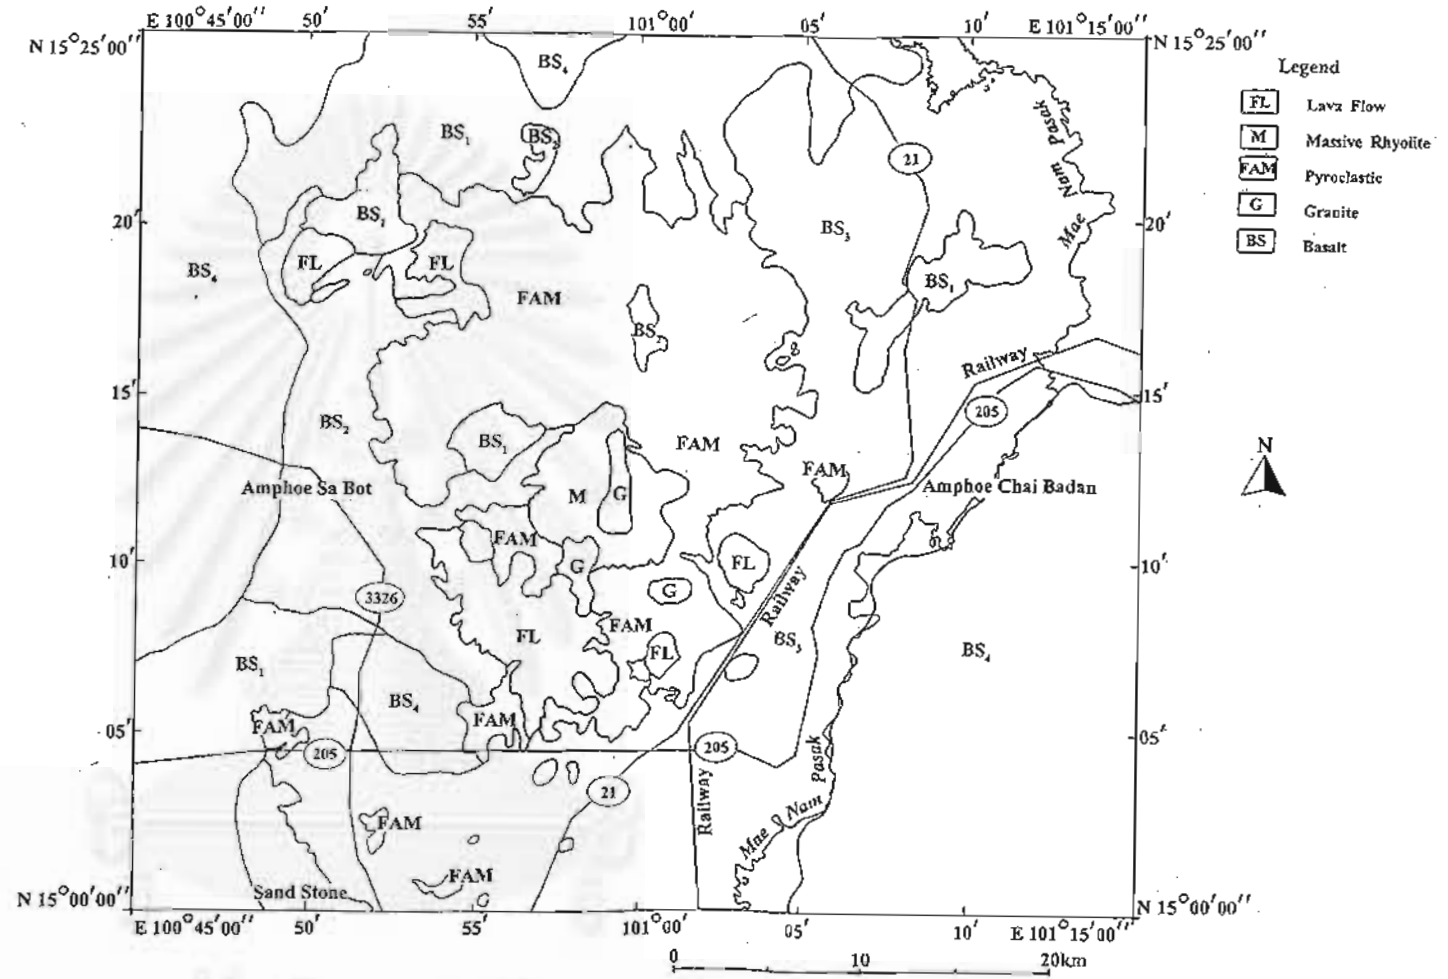 E 100°45'00'' 50' 55' 101°00' 05' 10' E 101°15'00''
N 15°25'00'' N 15°25'00''
Legend
FL Lava Flow
M Massive Rhyolite
FAM Pyroclastic
G Granite
BS Basalt
BS4
BS1
BS
Nam Pasak
Mae
21
20' 20'
BS1
BS3
BS4
FL
FL
BS1
FAM
BS2
Railway
15' 15'
205
BS2
BS1
FAM
FAM
N
Amphoe Sa Bot
M
G
Amphoe Chai Badan
FAM
10' 10'
G
FL
G
Railway
3326
FL
FAM
FL
BS3
BS4
BS1
BS4
FAM
FAM
05' 05'
205
205
Pasak
21
Railway
Mae Nam
FAM
FAM
Sand Stone
N 15°00'00'' N 15°00'00''
E 100°45'00'' 50' 55' 101°00' 05' 10' E 101°15'00''
0 10 20km